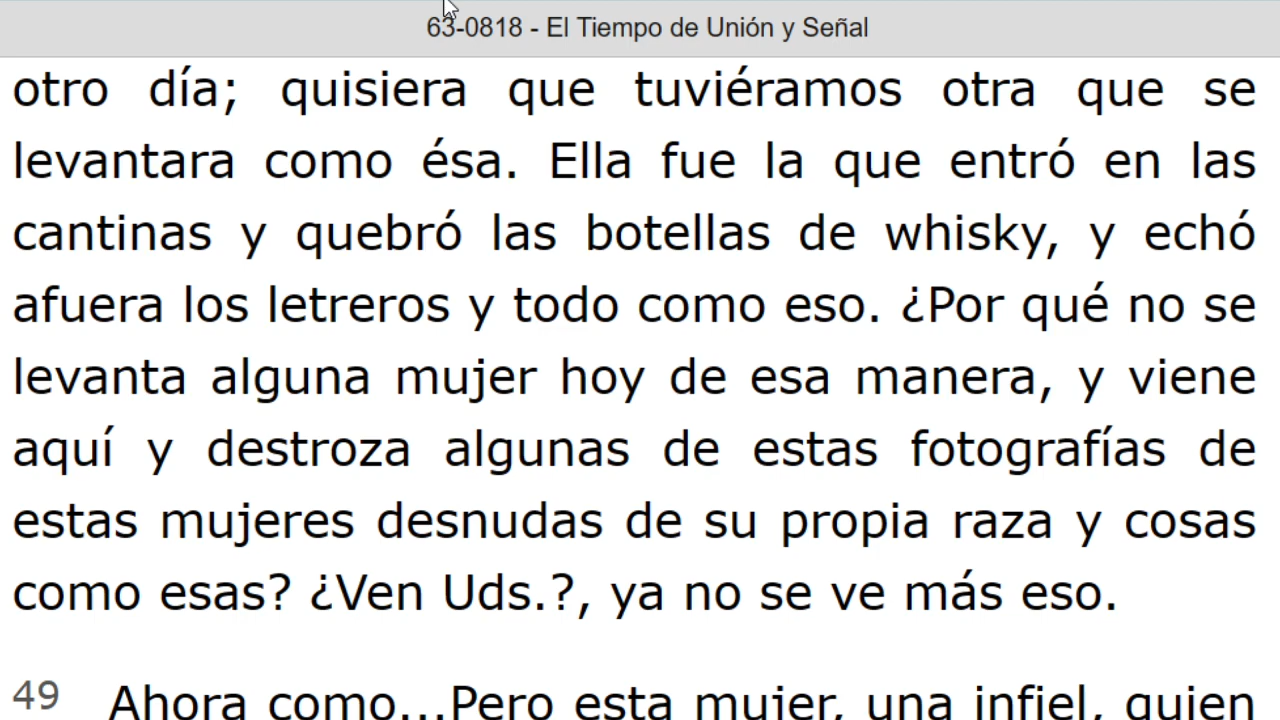 63-0818 - El Tiempo de Unión y Señal
otro día; quisiera que tuviéramos otra que se
levantara como ésa. Ella fue la que entró en las
cantinas y quebró las botellas de whisky, y echó
afuera los letreros y todo como eso. ¿Por qué no se
levanta alguna mujer hoy de esa manera, y viene
aquí y destroza algunas de estas fotografías de
estas mujeres desnudas de su propia raza y cosas
como esas? ¿Ven Uds.?, ya no se ve más eso.
49 Ahora como...Pero esta mujer, una infiel, quien